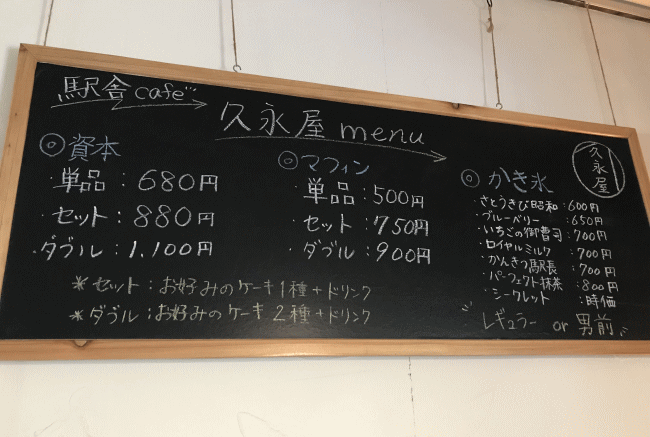 駅舎cafe
久永屋menu
久永屋
◎資本
・単品:680円
・セット:880円
・ダブル:1,100円
◎マフィン
・単品:500円
・セット:750円
・ダブル:900円
*セット:お好みのケーキ1種+ドリンク
*ダブル:お好みのケーキ2種+ドリンク
◎かき氷
・さとうきび昭和:600円
・ブルーベリー:650円
・いちごの御曹司:700円
・ロイヤルミルク:700円
・かんきつ駅長:700円
・パーフェクト抹茶:800円
・シークレット:時価
レギュラー or 男前